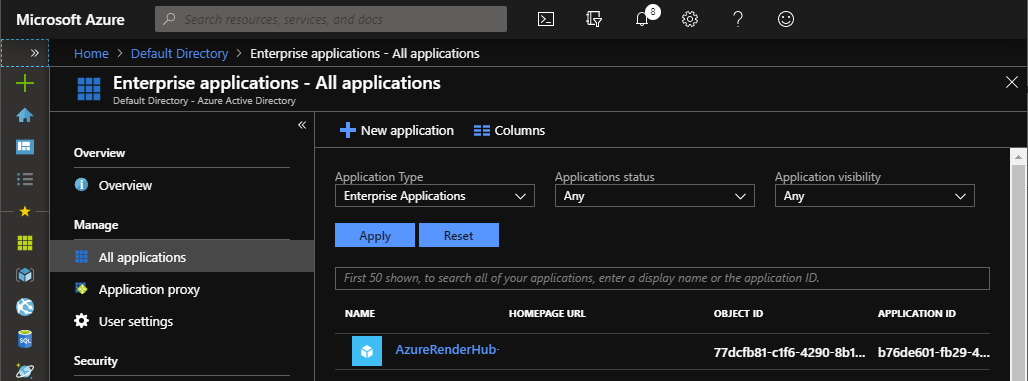 Microsoft Azure
Search resources, services, and docs
8
Home > Default Directory > Enterprise applications - All applications
Enterprise applications - All applications
Default Directory - Azure Active Directory
New application
Columns
Overview
Overview
Manage
All applications
Application proxy
User settings
Security
Application Type
Enterprise Applications
Applications status
Any
Application visibility
Any
Apply
Reset
First 50 shown, to search all of your applications, enter a display name or the application ID.
NAME HOMEPAGE URL OBJECT ID APPLICATION ID
AzureRenderHub- 77dcfb81-c1f6-4290-8b1... b76de601-fb29-4...
SQL